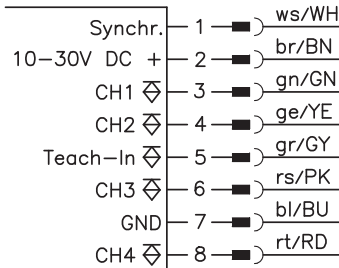 Synchr. 1 ws/WH
10-30V DC + 2 br/BN
CH1 3 gn/GN
CH2 4 ge/YE
Teach-In 5 gr/GY
CH3 6 rs/PK
GND 7 bl/BU
CH4 8 rt/RD